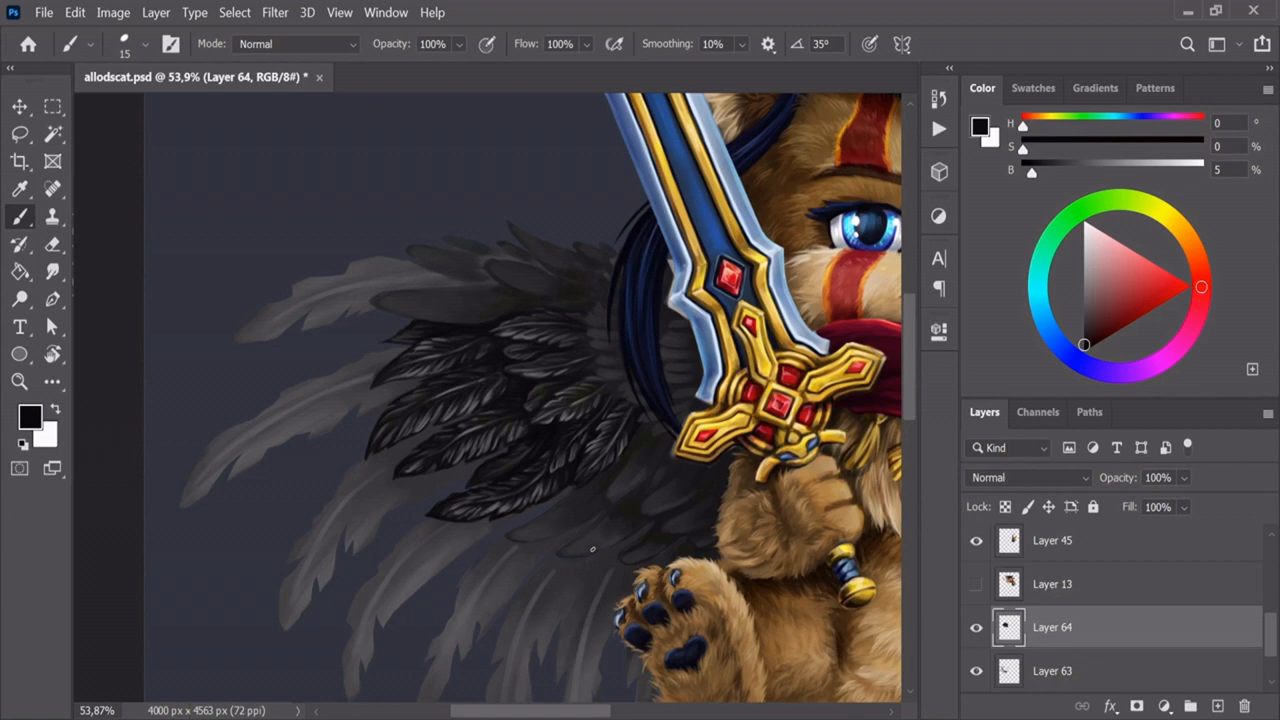 Ps File Edit Image Layer Type Select Filter 3D View Window Help
15 Mode: Normal Opacity: 100% Flow: 100% Smoothing: 10% 35°
allodscat.psd @ 53,9% (Layer 64, RGB/8#) * ×
Color Swatches Gradients Patterns
H 0 °
S 0 %
B 5 %
Layers Channels Paths
Kind
Normal Opacity: 100%
Lock: Fill: 100%
Layer 45
Layer 13
Layer 64
Layer 63
fx
53,87% 4000 px x 4563 px (72 ppi)